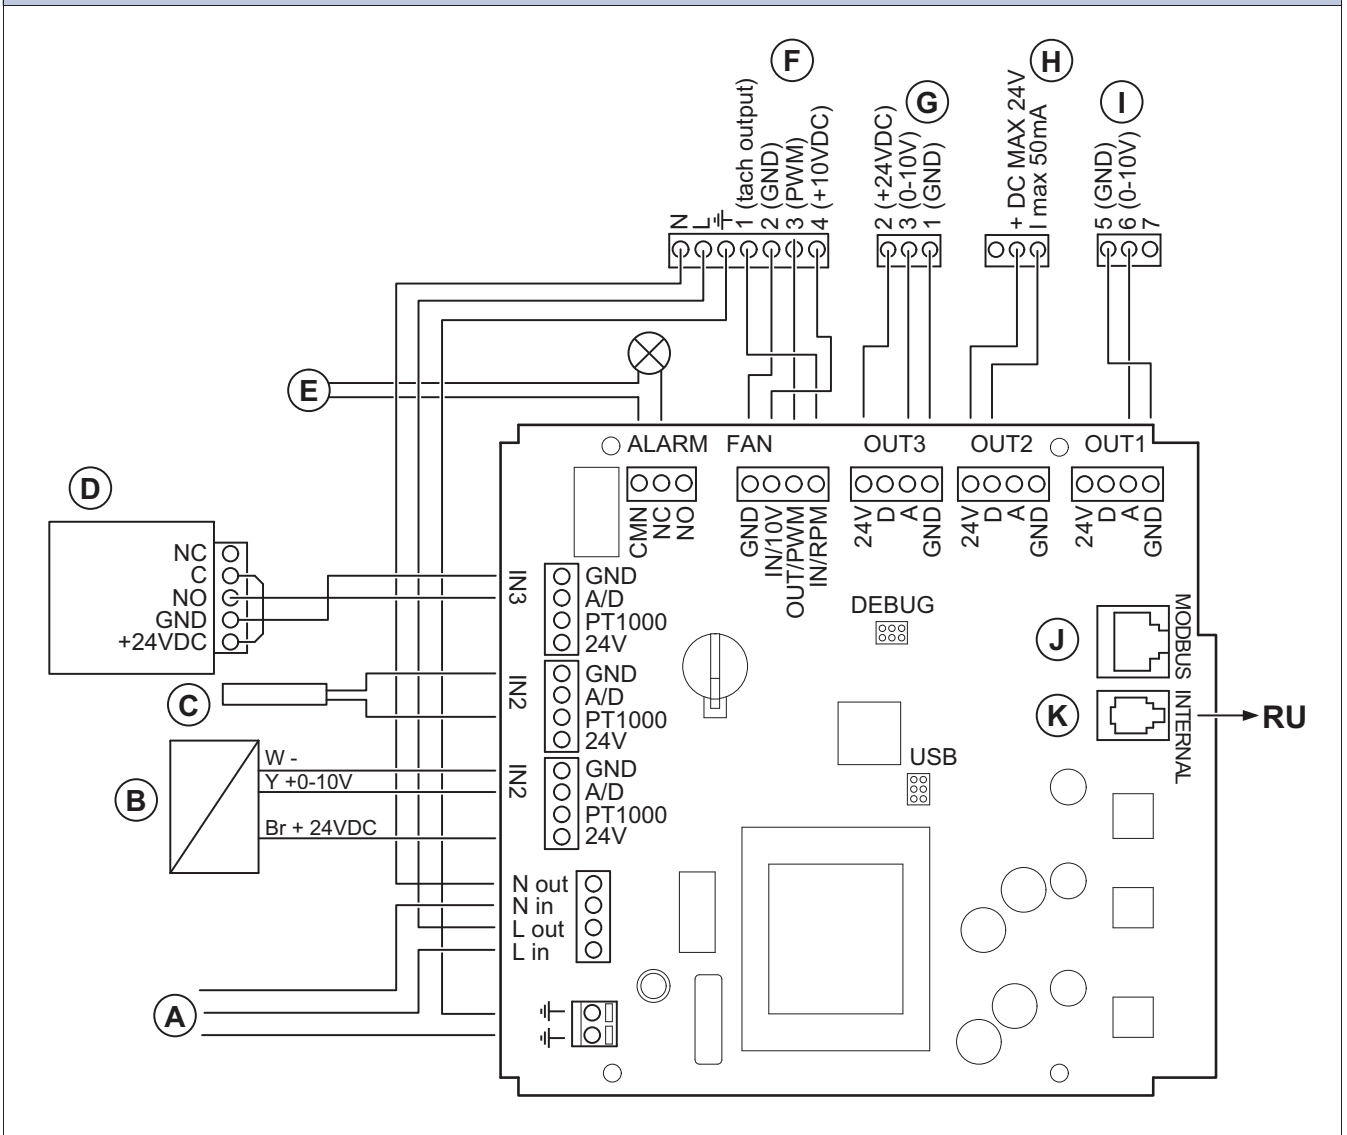 F
H
G
I
N
L
1 (tach output)
2 (GND)
3 (PWM)
4 (+10VDC)
2 (+24VDC)
3 (0-10V)
1 (GND)
+ DC MAX 24V
I max 50mA
5 (GND)
6 (0-10V)
7
E
ALARM
FAN
OUT3
OUT2
OUT1
CMN
NC
NO
GND
IN/10V
OUT/PWM
IN/RPM
24V
D
A
GND
24V
D
A
GND
24V
D
A
GND
D
NC
C
NO
GND
+24VDC
IN3
GND
A/D
PT1000
24V
DEBUG
J
MODBUS
C
IN2
GND
A/D
PT1000
24V
K
INTERNAL
RU
USB
B
W -
Y +0-10V
Br + 24VDC
IN2
GND
A/D
PT1000
24V
N out
N in
L out
L in
A